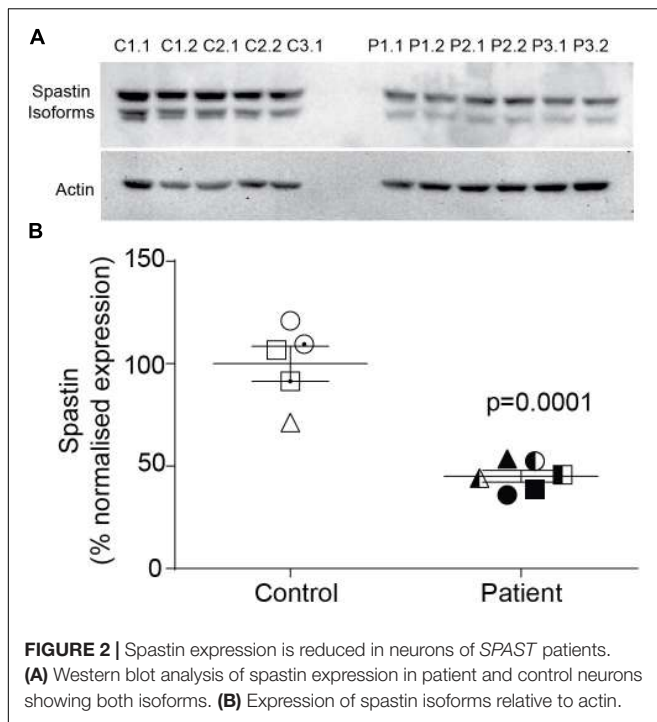 A
C1.1 C1.2 C2.1 C2.2 C3.1 P1.1 P1.2 P2.1 P2.2 P3.1 P3.2
Spastin
Isoforms
Actin
B
150
100
50
0
Spastin
(% normalised expression)
p=0.0001
Control Patient
FIGURE 2 | Spastin expression is reduced in neurons of SPAST patients.
(A) Western blot analysis of spastin expression in patient and control neurons
showing both isoforms. (B) Expression of spastin isoforms relative to actin.